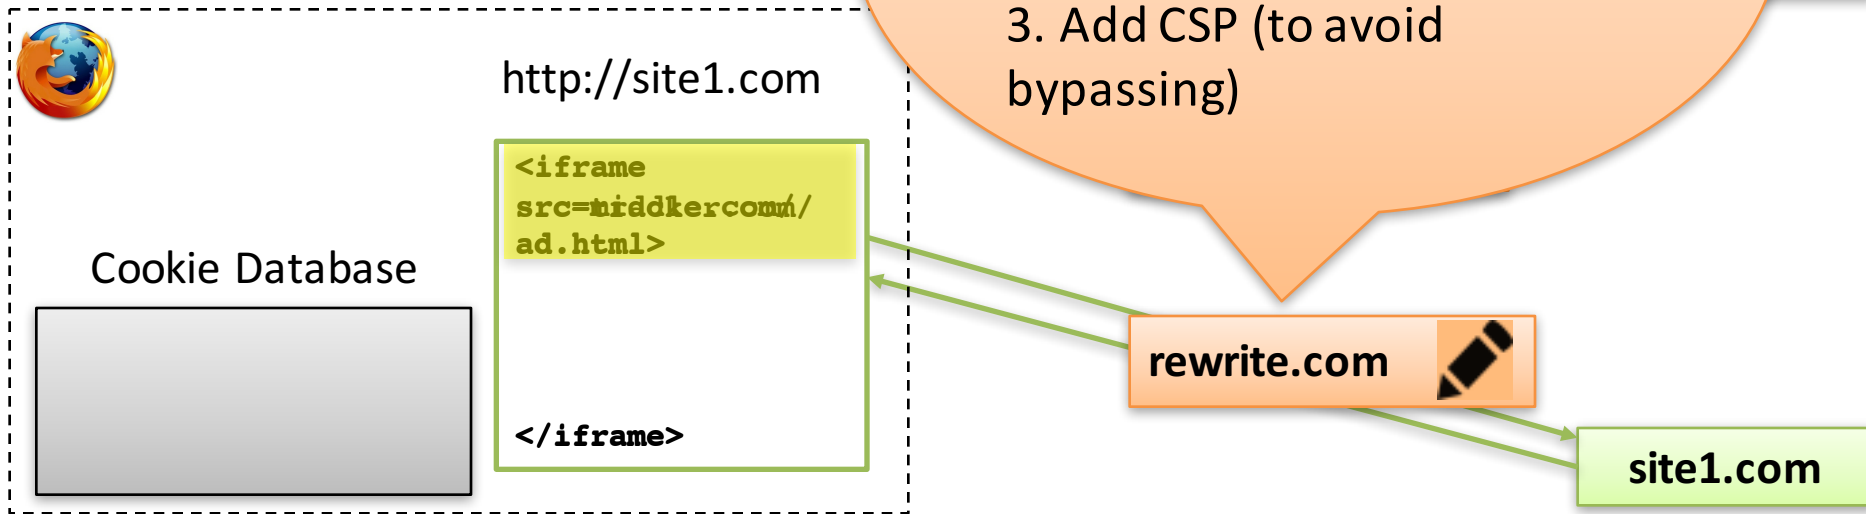 3. Add CSP (to avoid
bypassing)
http://site1.com
<iframe
ad.html>
Cookie Database
</iframe>
rewrite.com
site1.com